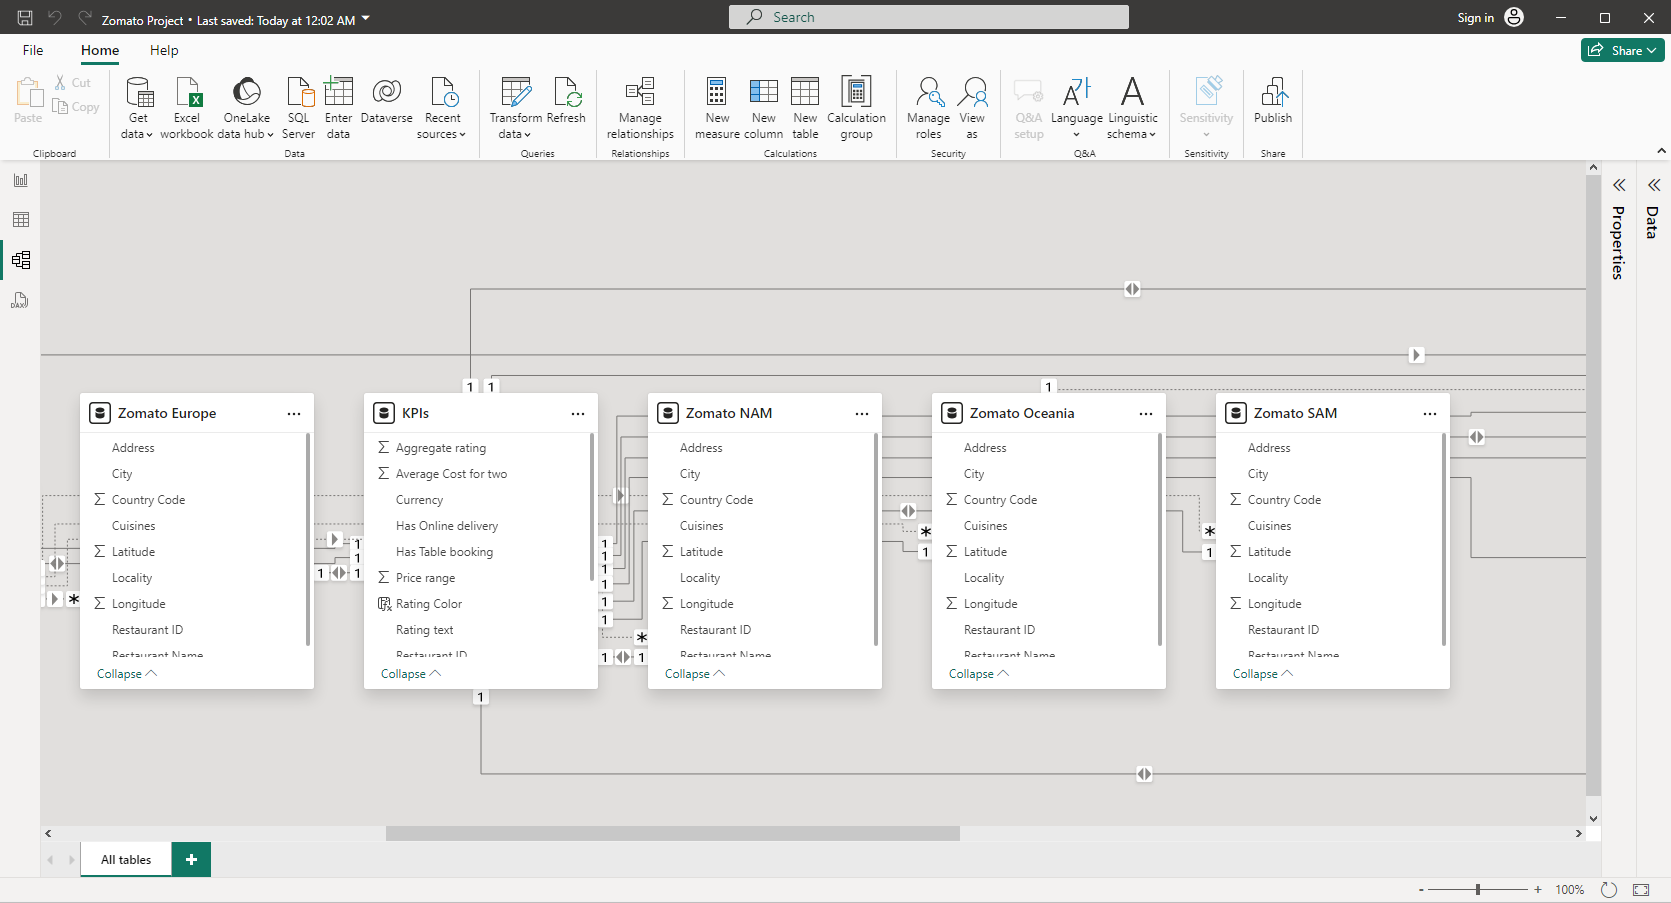 Zomato Project • Last saved: Today at 12:02 AM
Search
Sign in
File
Home
Help
Share
Paste
Cut
Copy
Clipboard
Get data
Excel workbook
OneLake data hub
SQL Server
Enter data
Dataverse
Recent sources
Data
Transform data
Refresh
Queries
Manage relationships
Relationships
New measure
New column
New table
Calculation group
Calculations
Manage roles
View as
Security
Q&A setup
Language
Linguistic schema
Q&A
Sensitivity
Sensitivity
Publish
Share
DAX
Properties
Data
1
1
1
Zomato Europe
Address
City
Σ Country Code
Cuisines
Σ Latitude
Locality
Σ Longitude
Restaurant ID
Restaurant Name
Collapse
*
1
1
1
1
KPIs
Σ Aggregate rating
Σ Average Cost for two
Currency
Has Online delivery
Has Table booking
Σ Price range
Rating Color
Rating text
Restaurant ID
Collapse
1
1
1
1
1
1
1
*
1
1
Zomato NAM
Address
City
Σ Country Code
Cuisines
Σ Latitude
Locality
Σ Longitude
Restaurant ID
Restaurant Name
Collapse
*
1
Zomato Oceania
Address
City
Σ Country Code
Cuisines
Σ Latitude
Locality
Σ Longitude
Restaurant ID
Restaurant Name
Collapse
*
1
Zomato SAM
Address
City
Σ Country Code
Cuisines
Σ Latitude
Locality
Σ Longitude
Restaurant ID
Restaurant Name
Collapse
All tables
+
- + 100%